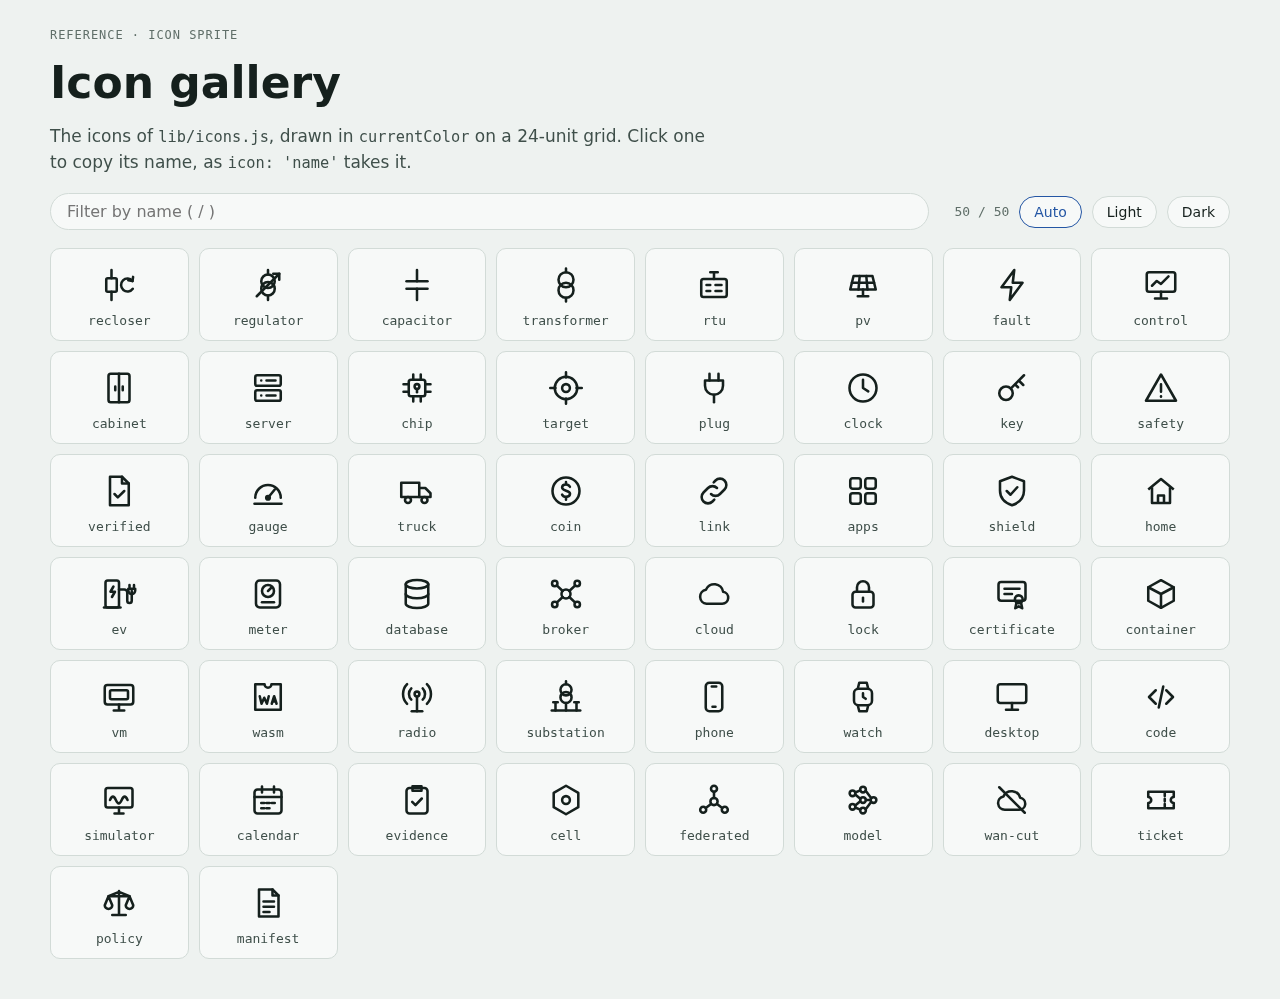 REFERENCE · ICON SPRITE
Icon gallery
The icons of lib/icons.js, drawn in currentColor on a 24-unit grid. Click one
to copy its name, as icon: 'name' takes it.
Filter by name ( / )
50 / 50
Auto
Light
Dark
recloser
regulator
capacitor
transformer
rtu
pv
fault
control
cabinet
server
chip
target
plug
clock
key
safety
verified
gauge
truck
coin
link
apps
shield
home
ev
meter
database
broker
cloud
lock
certificate
container
vm
WA
wasm
radio
substation
phone
watch
desktop
code
simulator
calendar
evidence
cell
federated
model
wan-cut
ticket
policy
manifest